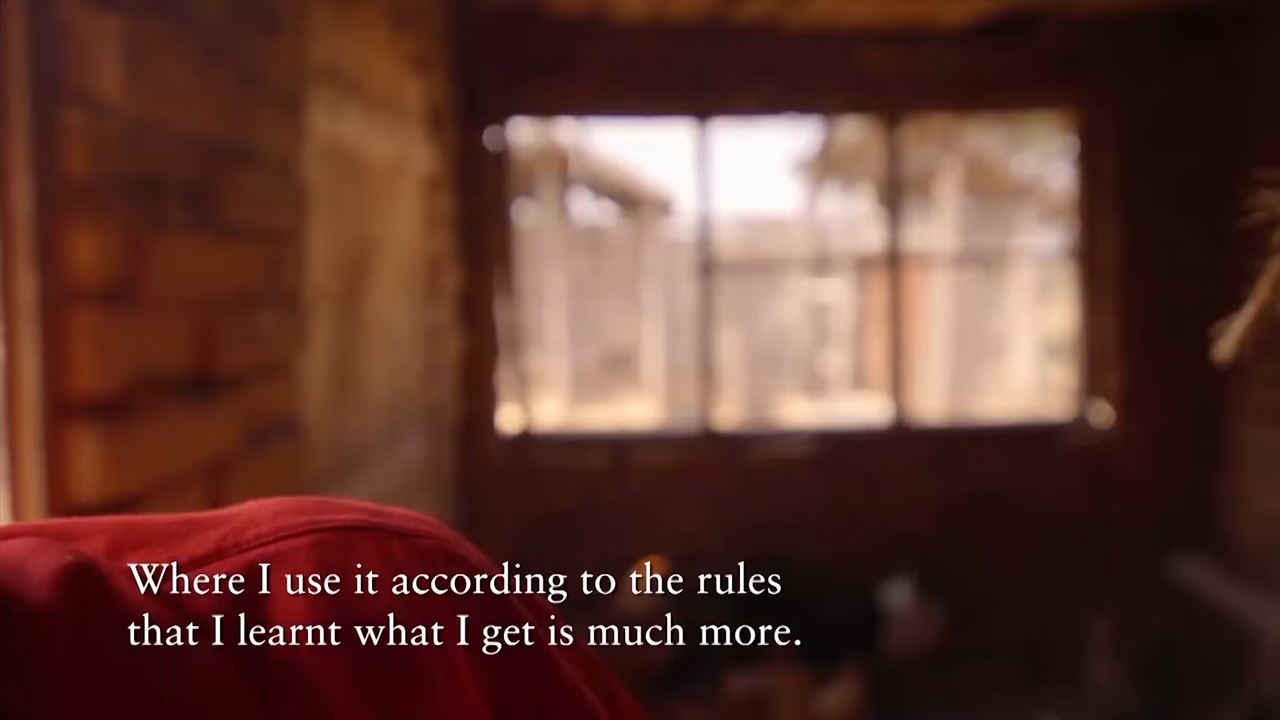 Where I use it according to the rules
that I learnt what I get is much more.